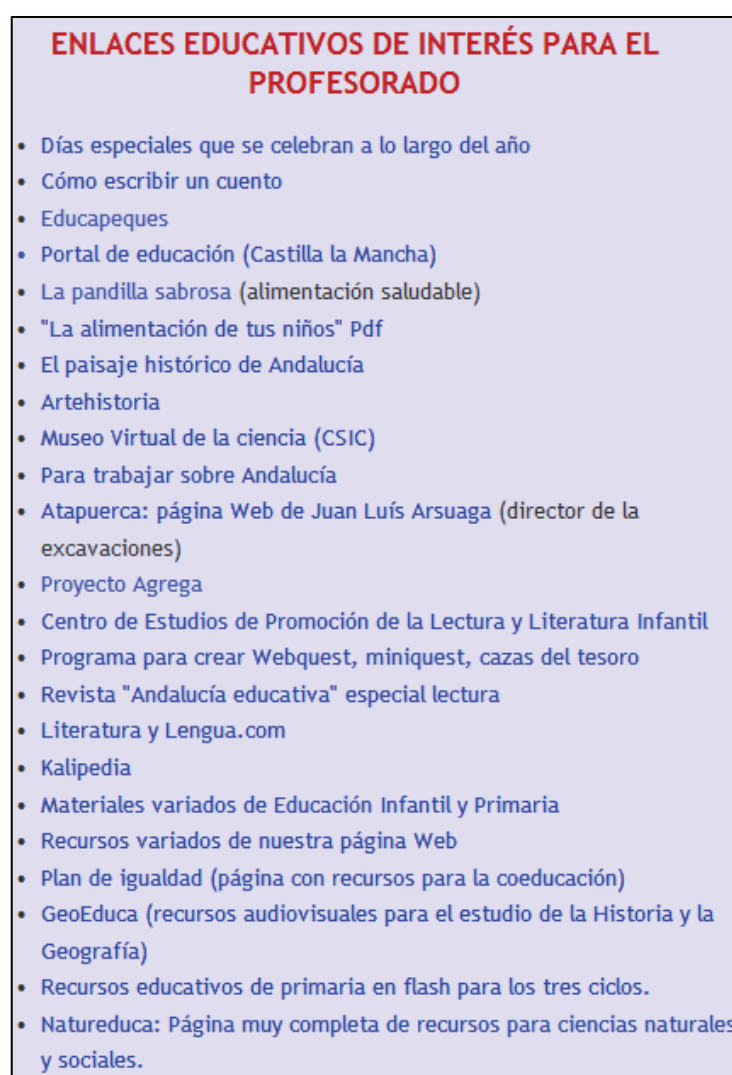 ENLACES EDUCATIVOS DE INTERÉS PARA EL
PROFESORADO
• Días especiales que se celebran a lo largo del año
• Cómo escribir un cuento
• Educapeques
• Portal de educación (Castilla la Mancha)
• La pandilla sabrosa (alimentación saludable)
• "La alimentación de tus niños" Pdf
• El paisaje histórico de Andalucía
• Artehistoria
• Museo Virtual de la ciencia (CSIC)
• Para trabajar sobre Andalucía
• Atapuerca: página Web de Juan Luís Arsuaga (director de la
excavaciones)
• Proyecto Agrega
• Centro de Estudios de Promoción de la Lectura y Literatura Infantil
• Programa para crear Webquest, miniquest, cazas del tesoro
• Revista "Andalucía educativa" especial lectura
• Literatura y Lengua.com
• Kalipedia
• Materiales variados de Educación Infantil y Primaria
• Recursos variados de nuestra página Web
• Plan de igualdad (página con recursos para la coeducación)
• GeoEduca (recursos audiovisuales para el estudio de la Historia y la
Geografía)
• Recursos educativos de primaria en flash para los tres ciclos.
• Natureduca: Página muy completa de recursos para ciencias naturales
y sociales.